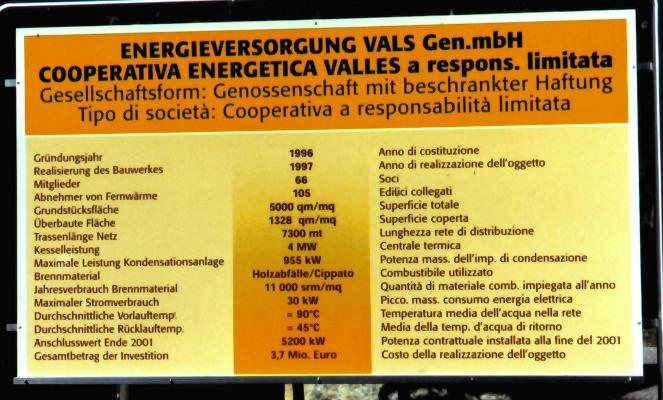 ENERGIEVERSORGUNG VALS Gen.mbH
COOPERATIVA ENERGETICA VALLES a respons. limitata
Gesellschaftsform: Genossenschaft mit beschrankter Haftung
Tipo di società: Cooperativa a responsabilità limitata
Gründungsjahr 1996 Anno di costituzione
Realisierung des Bauwerkes 1997 Anno di realizzazione dell'oggetto
Mitglieder 66 Soci
Abnehmer von Fernwärme 105 Edifici collegati
Grundstücksfläche 5000 qm/mq Superficie totale
Überbaute Fläche 1328 qm/mq Superficie coperta
Trassenlänge Netz 7300 mt Lunghezza rete di distribuzione
Kesselleistung 4 MW Centrale termica
Maximale Leistung Kondensationsanlage 955 kW Potenza mass. dell'imp. di condensazione
Brennmaterial Holzabfälle/Cippato Combustibile utilizzato
Jahresverbrauch Brennmaterial 11 000 srm/mq Quantità di materiale comb. impiegata all'anno
Maximaler Stromverbrauch 30 kW Picco. mass. consumo energia elettrica
Durchschnittliche Vorlauftemp. = 90°C Temperatura media dell'acqua nella rete
Durchschnittliche Rücklauftemp. = 45°C Media della temp. d'acqua di ritorno
Anschlusswert Ende 2001 5200 kW Potenza contrattuale installata alla fine del 2001
Gesamtbetrag der Investition 3,7 Mio. Euro Costo della realizzazione dell'oggetto